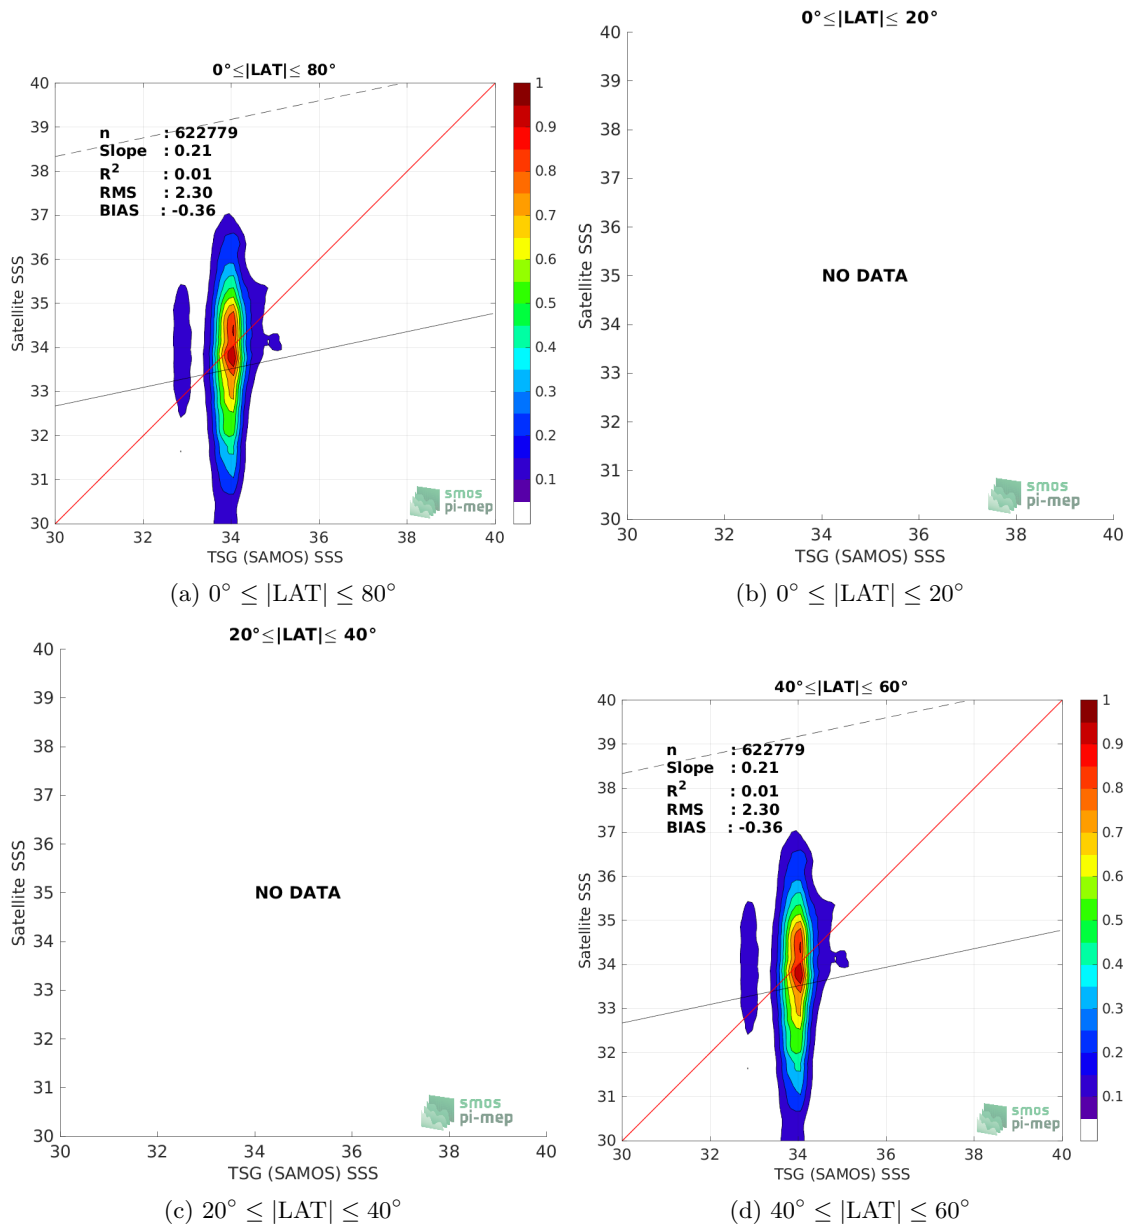 0°≤|LAT|≤ 80°
40
39
38
37
36
35
34
33
32
31
30
Satellite SSS
n : 622779
Slope : 0.21
R² : 0.01
RMS : 2.30
BIAS : -0.36
smos
pi-mep
30 32 34 36 38 40
TSG (SAMOS) SSS
1
0.9
0.8
0.7
0.6
0.5
0.4
0.3
0.2
0.1
(a) 0° ≤ |LAT| ≤ 80°
0°≤|LAT|≤ 20°
40
39
38
37
36
35
34
33
32
31
30
Satellite SSS
NO DATA
smos
pi-mep
30 32 34 36 38 40
TSG (SAMOS) SSS
(b) 0° ≤ |LAT| ≤ 20°
20°≤|LAT|≤ 40°
40
39
38
37
36
35
34
33
32
31
30
Satellite SSS
NO DATA
smos
pi-mep
30 32 34 36 38 40
TSG (SAMOS) SSS
(c) 20° ≤ |LAT| ≤ 40°
40°≤|LAT|≤ 60°
40
39
38
37
36
35
34
33
32
31
30
Satellite SSS
n : 622779
Slope : 0.21
R² : 0.01
RMS : 2.30
BIAS : -0.36
smos
pi-mep
30 32 34 36 38 40
TSG (SAMOS) SSS
1
0.9
0.8
0.7
0.6
0.5
0.4
0.3
0.2
0.1
(d) 40° ≤ |LAT| ≤ 60°